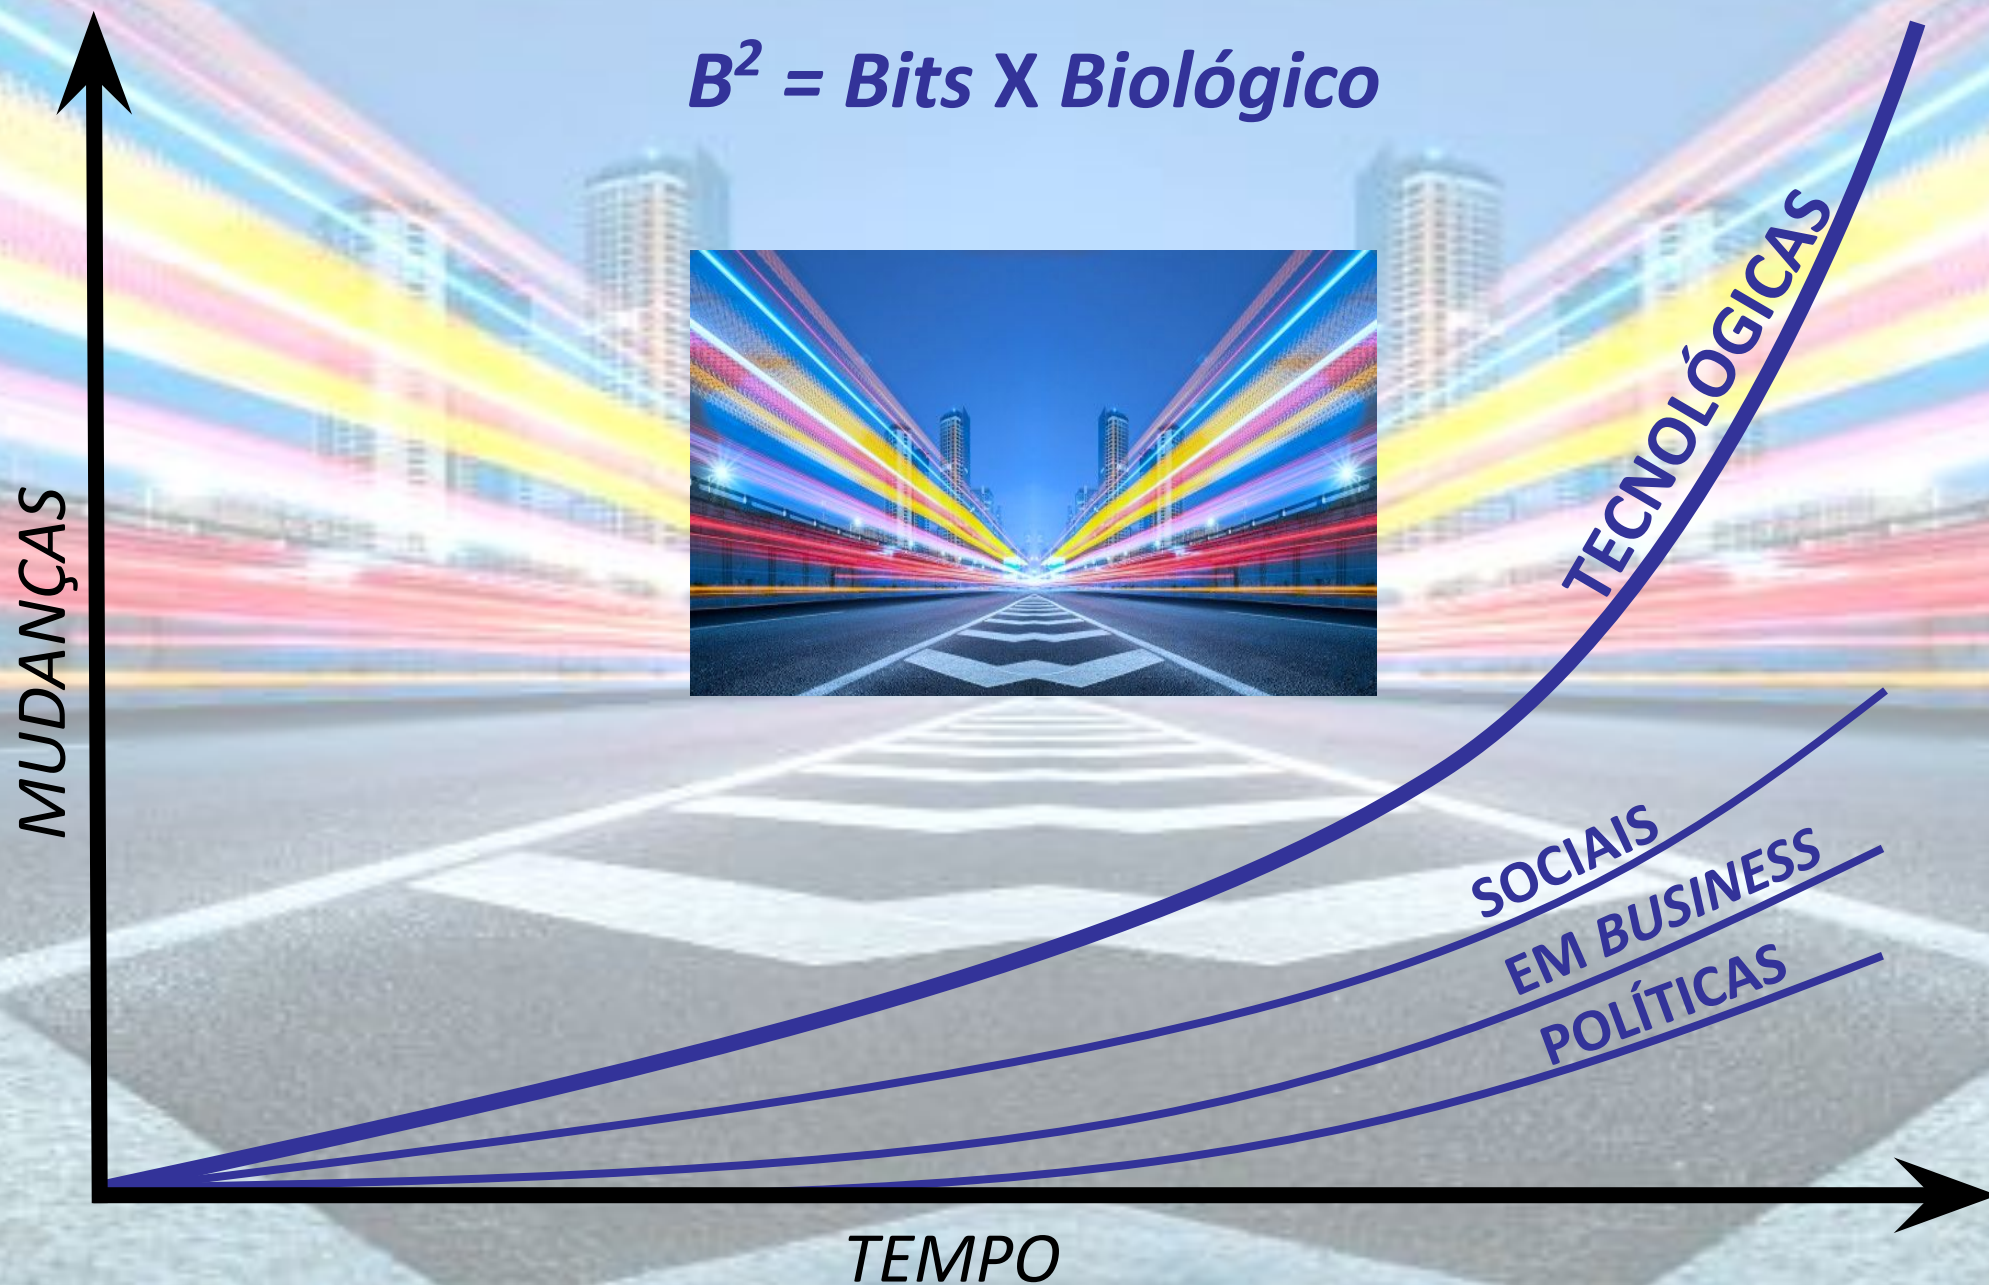 B² = Bits X Biológico
MUDANÇAS
TECNOLÓGICAS
SOCIAIS
EM BUSINESS
POLÍTICAS
TEMPO